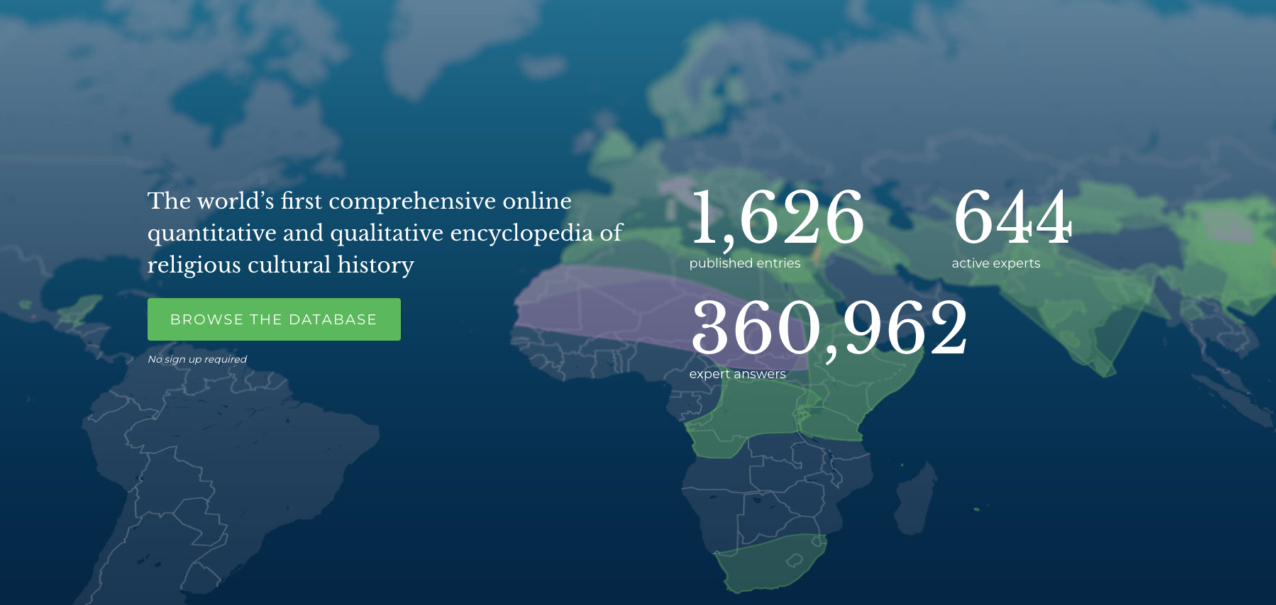 The world’s first comprehensive online
quantitative and qualitative encyclopedia of
religious cultural history
BROWSE THE DATABASE
No sign up required
1,626
published entries
644
active experts
360,962
expert answers